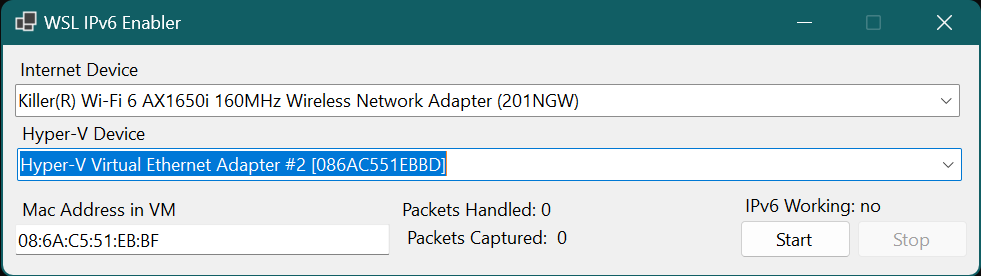 WSL IPv6 Enabler
Internet Device
Killer(R) Wi-Fi 6 AX1650i 160MHz Wireless Network Adapter (201NGW)
Hyper-V Device
Hyper-V Virtual Ethernet Adapter #2 [086AC551EBBD]
Mac Address in VM
08:6A:C5:51:EB:BF
Packets Handled: 0
Packets Captured: 0
IPv6 Working: no
Start Stop